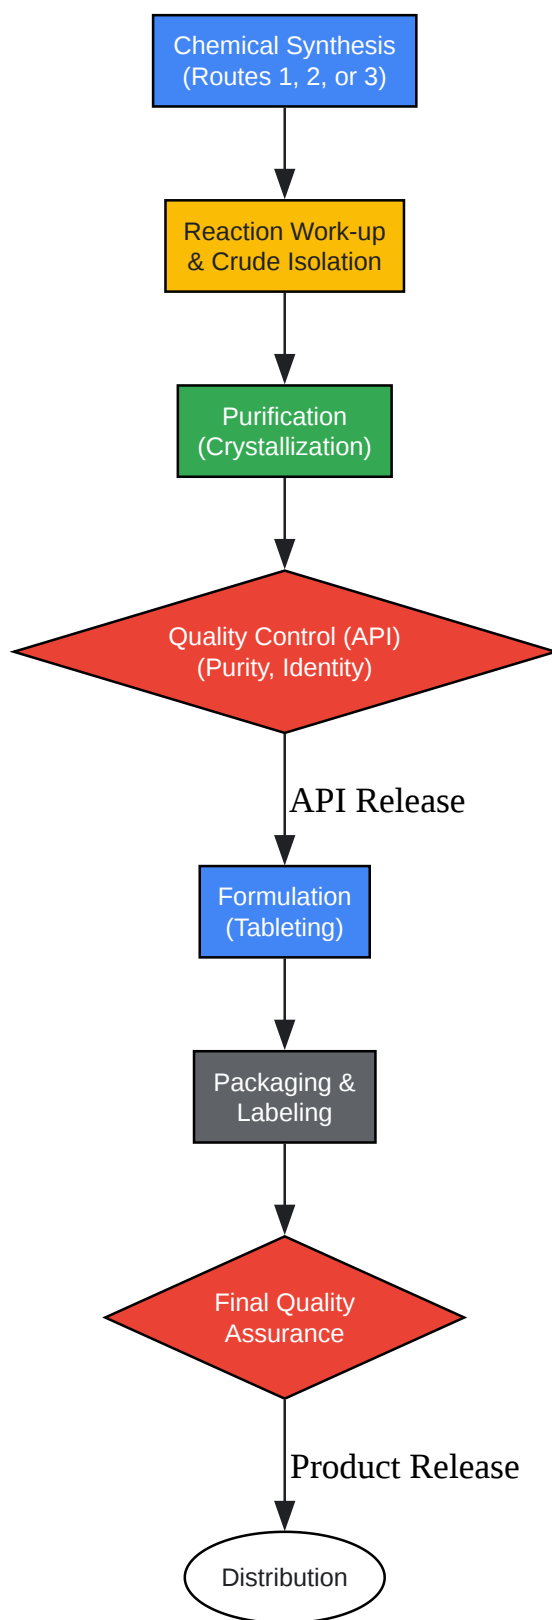 Chemical Synthesis
(Routes 1, 2, or 3)
Reaction Work-up
& Crude Isolation
Purification
(Crystallization)
Quality Control (API)
(Purity, Identity)
API Release
Formulation
(Tableting)
Packaging &
Labeling
Final Quality
Assurance
Product Release
Distribution